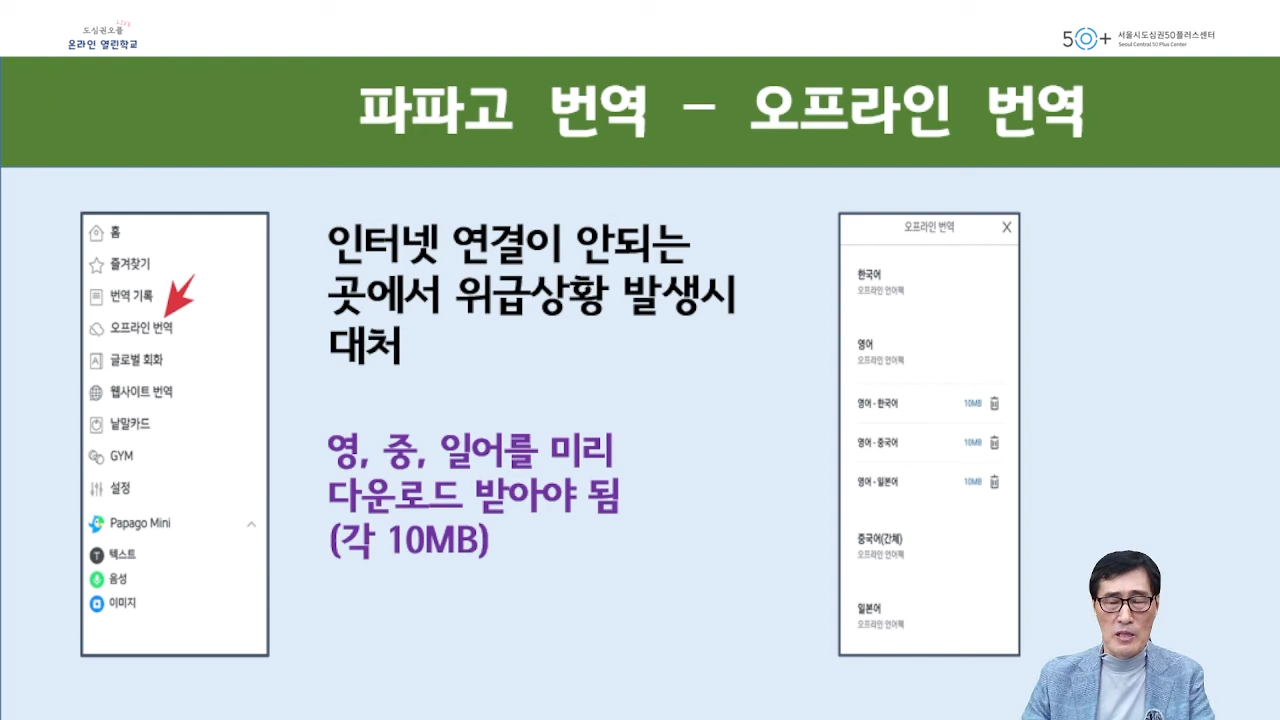 도심권오플
LIVE
온라인 열린학교
50+ 서울시도심권50플러스센터
Seoul Central 50 Plus Center
파파고 번역 - 오프라인 번역
홈
즐겨찾기
번역 기록
오프라인 번역
글로벌 회화
웹사이트 번역
낱말카드
GYM
설정
Papago Mini
텍스트
음성
이미지
인터넷 연결이 안되는
곳에서 위급상황 발생시
대처
영, 중, 일어를 미리
다운로드 받아야 됨
(각 10MB)
오프라인 번역 X
한국어
오프라인 언어팩
영어
오프라인 언어팩
영어 - 한국어 10MB
영어 - 중국어 10MB
영어 - 일본어 10MB
중국어(간체)
오프라인 언어팩
일본어
오프라인 언어팩